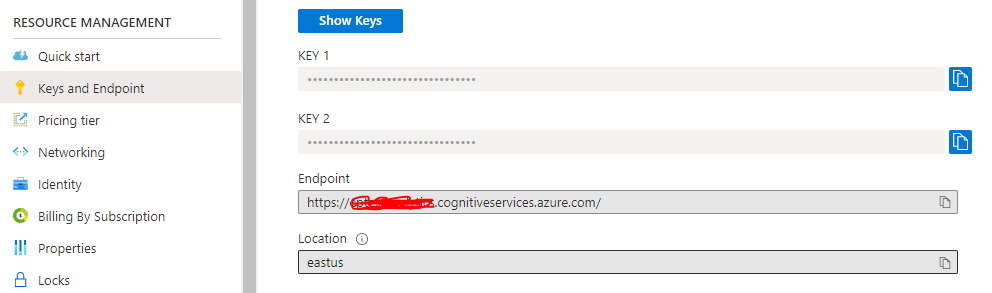 RESOURCE MANAGEMENT
Quick start
Keys and Endpoint
Pricing tier
Networking
Identity
Billing By Subscription
Properties
Locks
Show Keys
KEY 1
••••••••••••••••••••••••••••••••
KEY 2
••••••••••••••••••••••••••••••••
Endpoint
https:// .cognitiveservices.azure.com/
Location
eastus